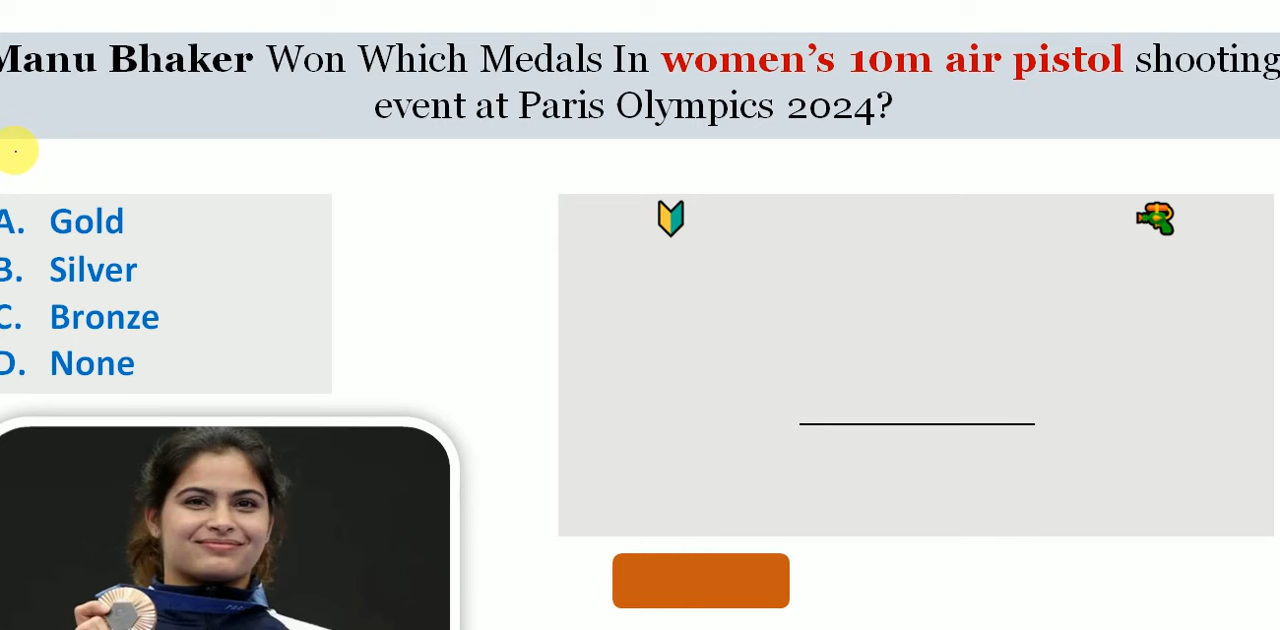 Manu Bhaker Won Which Medals In women’s 10m air pistol shooting
event at Paris Olympics 2024?
A. Gold
B. Silver
C. Bronze
D. None